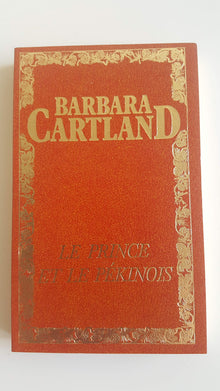 BARBARA
CARTLAND
LE PRINCE
ET LE PÉKINOIS